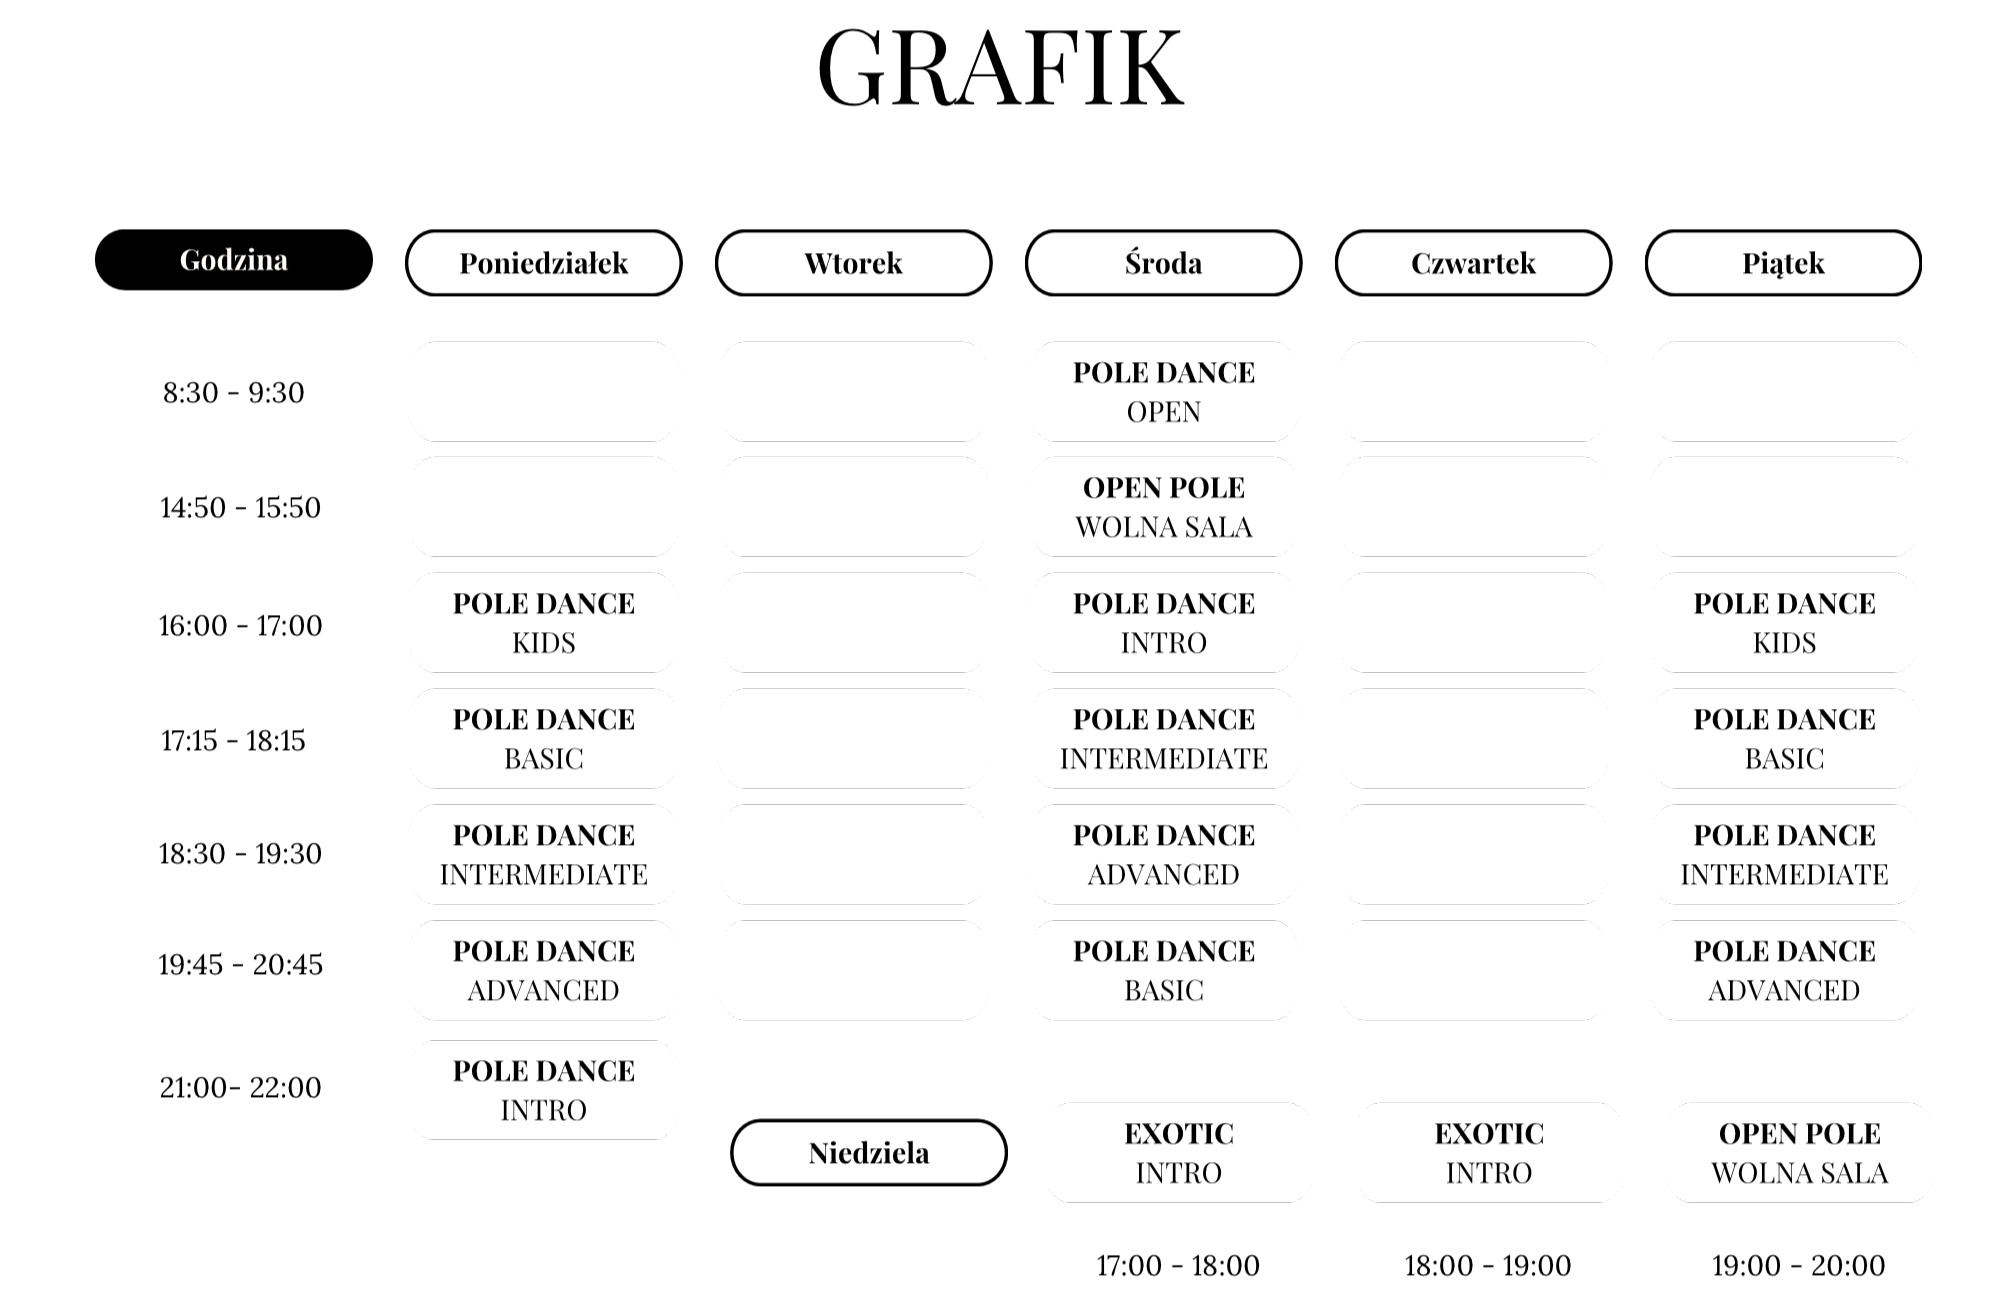 GRAFIK
Godzina Poniedziałek Wtorek Środa Czwartek Piątek
8:30 - 9:30
POLE DANCE
OPEN
14:50 - 15:50
OPEN POLE
WOLNA SALA
16:00 - 17:00
POLE DANCE POLE DANCE POLE DANCE
KIDS INTRO KIDS
17:15 - 18:15
POLE DANCE POLE DANCE POLE DANCE
BASIC INTERMEDIATE BASIC
18:30 - 19:30
POLE DANCE POLE DANCE POLE DANCE
INTERMEDIATE ADVANCED INTERMEDIATE
19:45 - 20:45
POLE DANCE POLE DANCE POLE DANCE
ADVANCED BASIC ADVANCED
21:00- 22:00
POLE DANCE
INTRO
Niedziela
EXOTIC EXOTIC OPEN POLE
INTRO INTRO WOLNA SALA
17:00 - 18:00 18:00 - 19:00 19:00 - 20:00